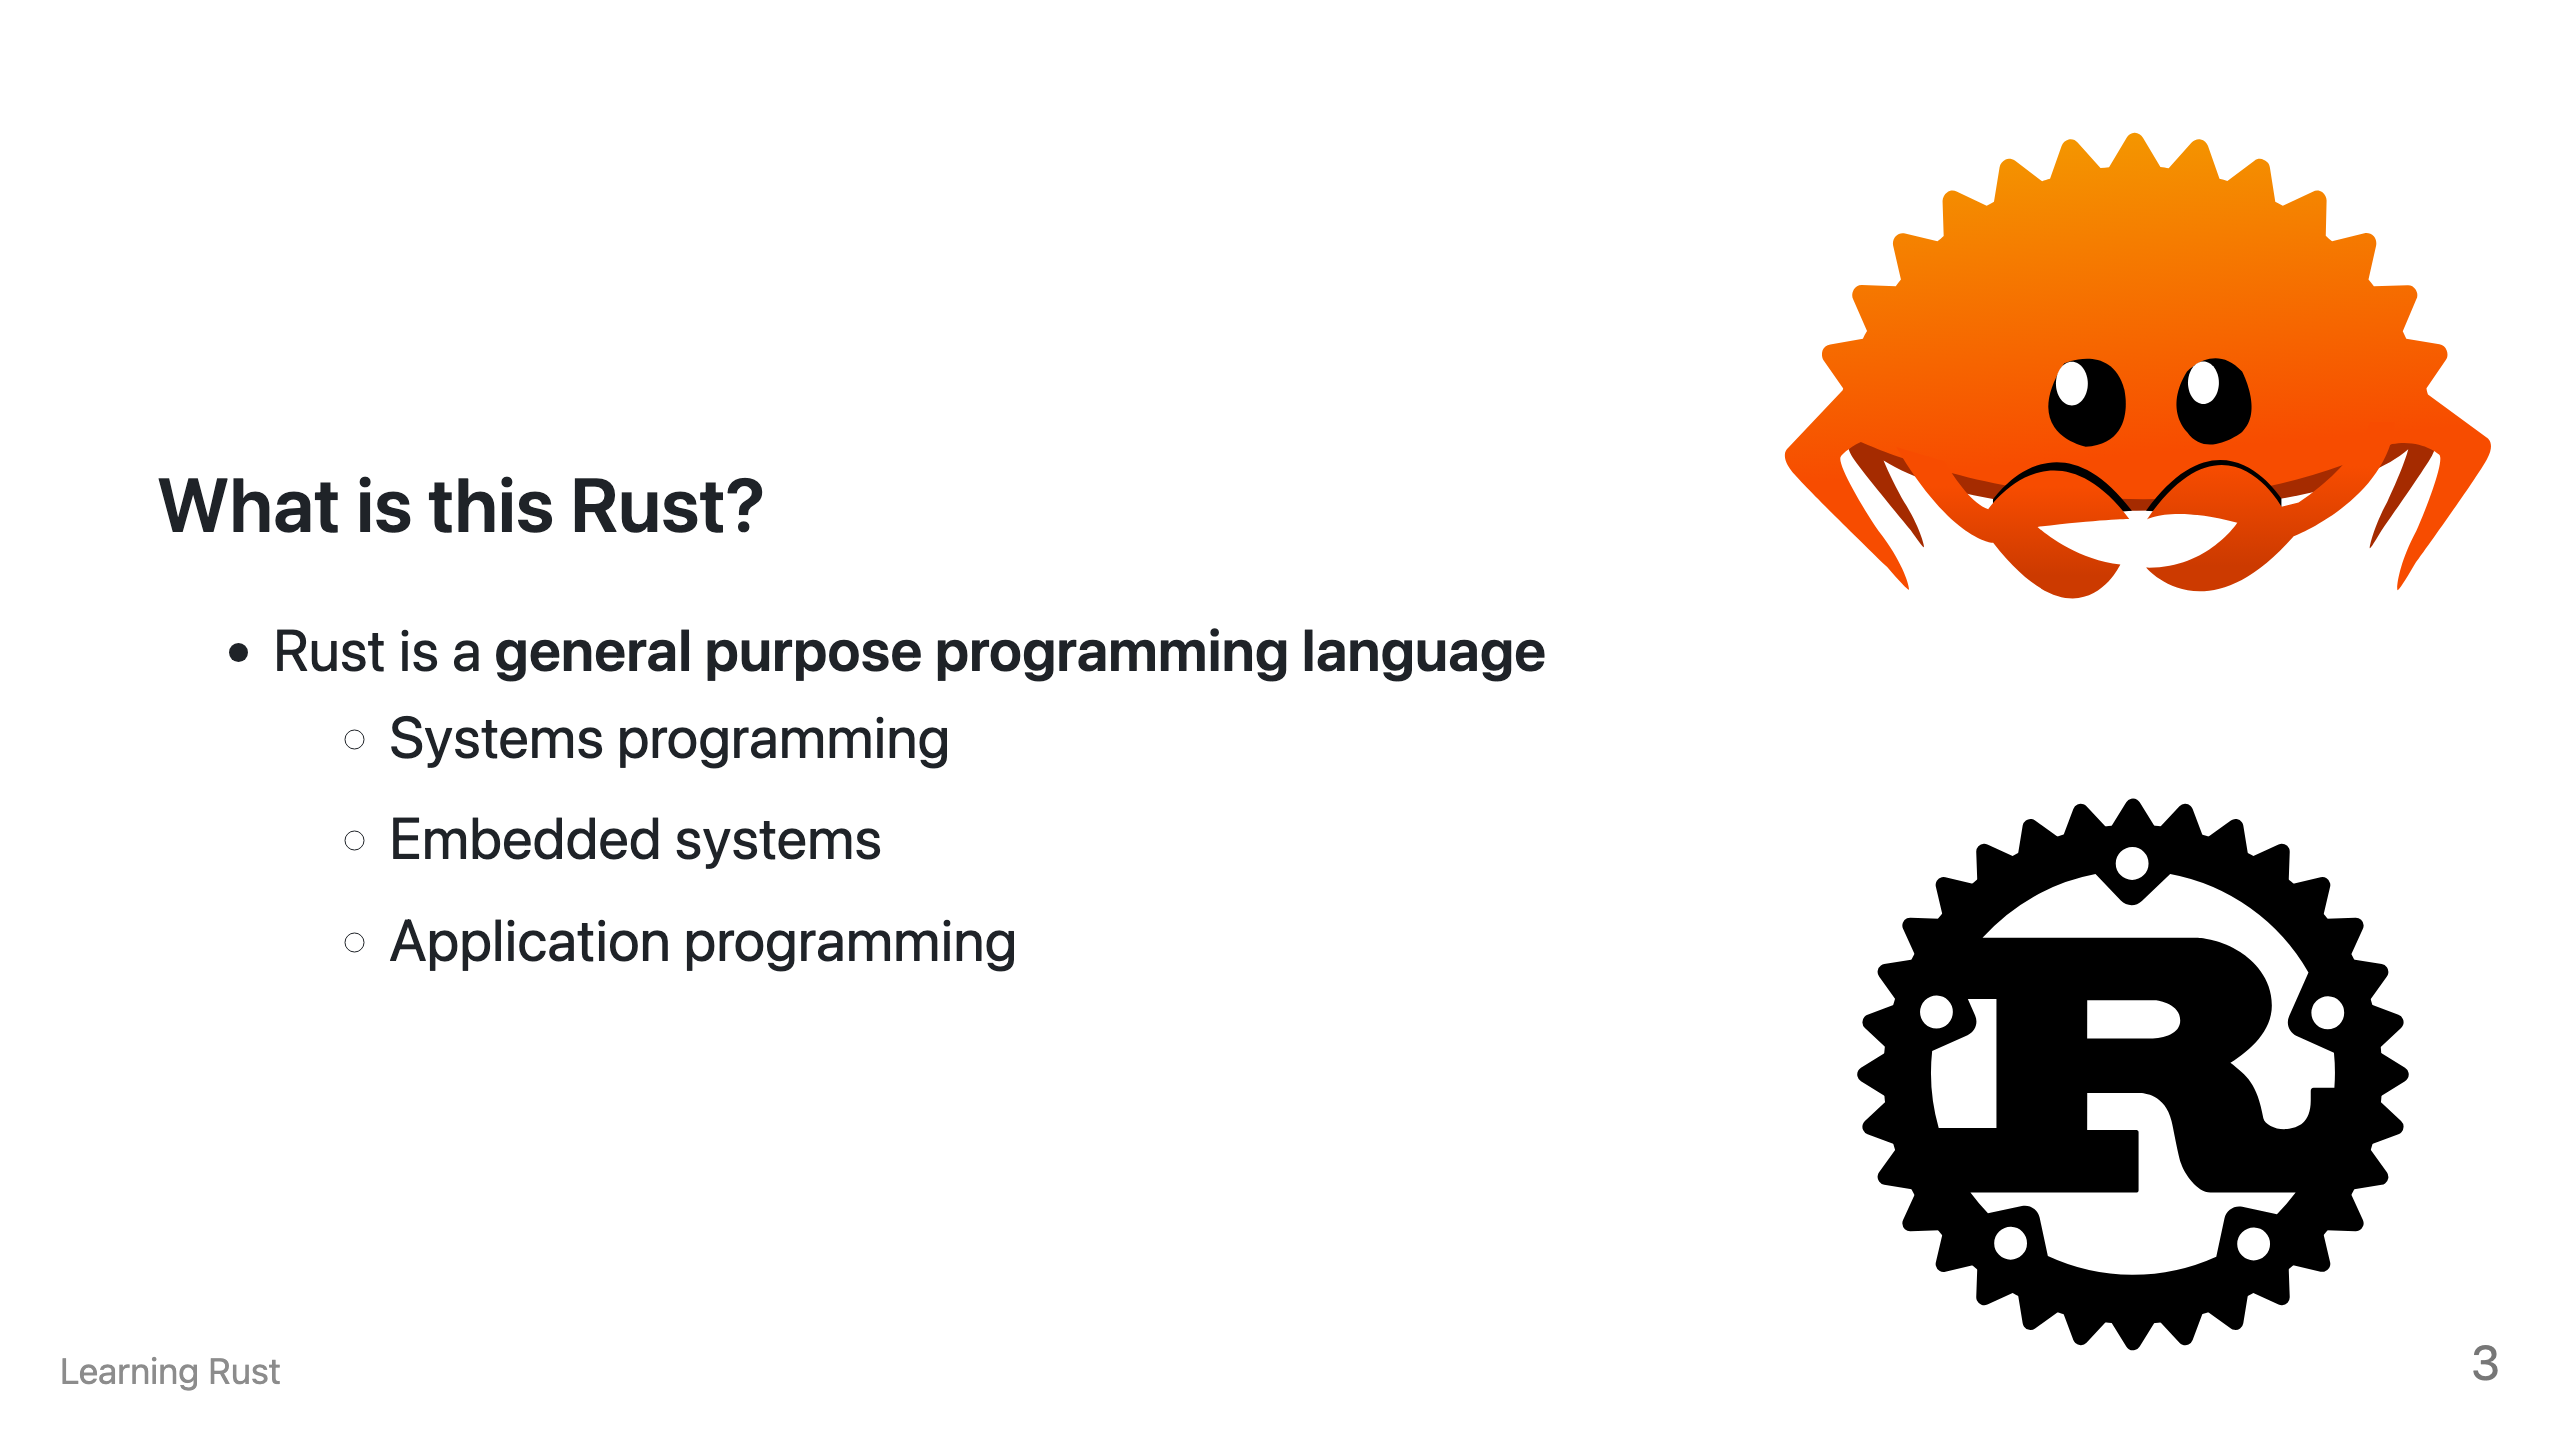 What is this Rust?
• Rust is a general purpose programming language
○ Systems programming
○ Embedded systems
○ Application programming
R
Learning Rust
3